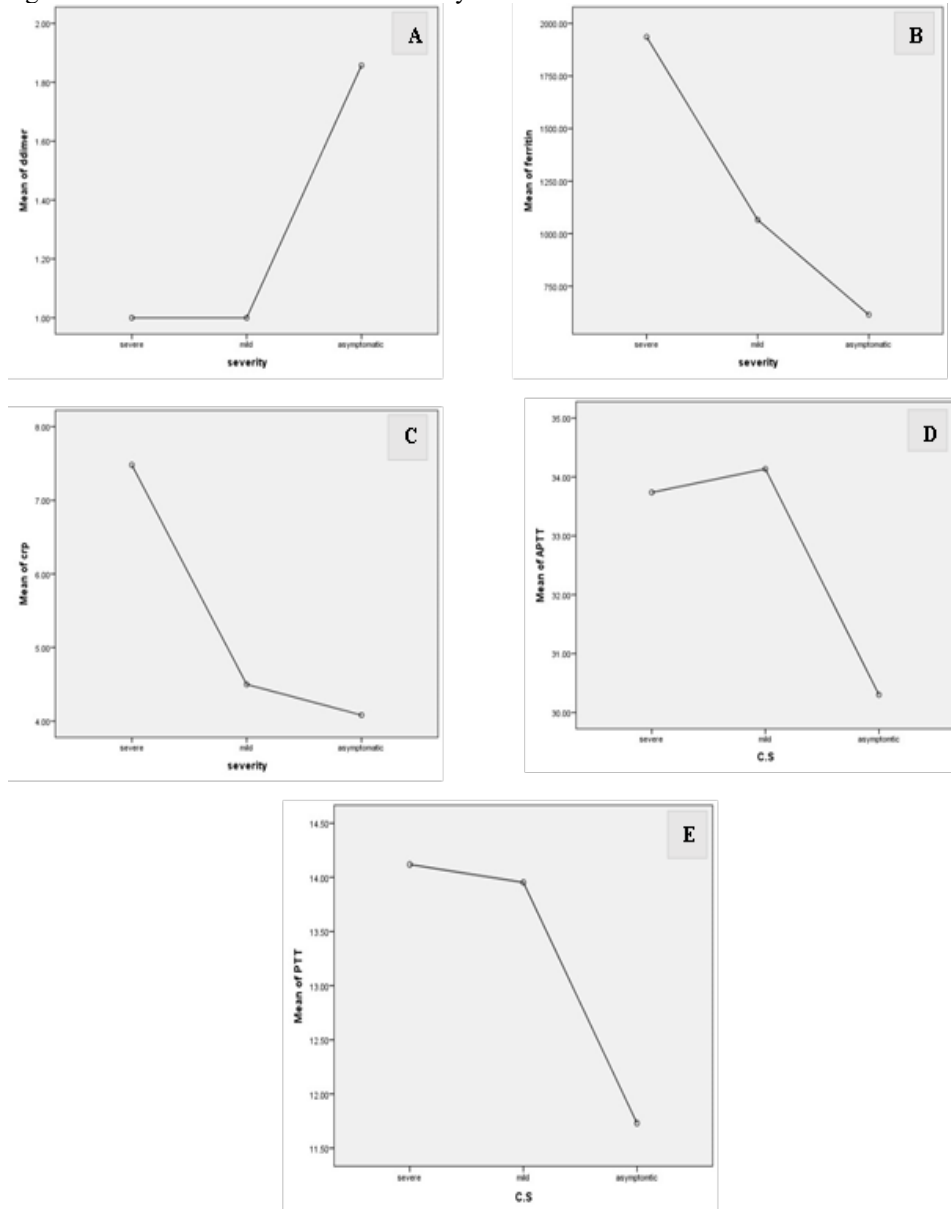 A
Mean of ddimer
2.00
1.80
1.60
1.40
1.20
1.00
severe mild asymptomatic
severity
B
Mean of ferritin
2000.00
1750.00
1500.00
1250.00
1000.00
750.00
severe mild asymptomatic
severity
C
Mean of crp
8.00
7.00
6.00
5.00
4.00
severe mild asymptomatic
severity
D
Mean of APTT
35.00
34.00
33.00
32.00
31.00
30.00
severe mild asymptomtic
C.S
E
Mean of PTT
14.50
14.00
13.50
13.00
12.50
12.00
11.50
severe mild asymptomtic
C.S